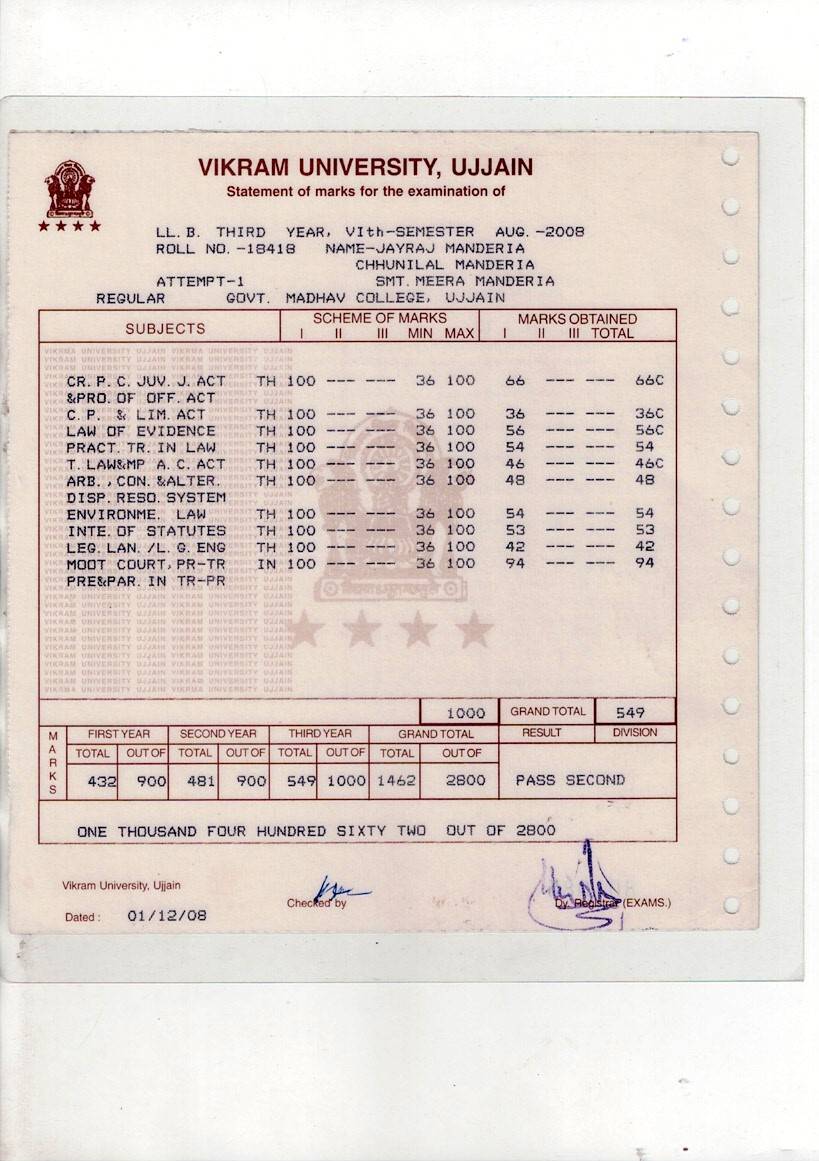 VIKRAM UNIVERSITY, UJJAIN
Statement of marks for the examination of
LL. B. THIRD YEAR, VIth-SEMESTER AUG. -2008
ROLL NO. -18418 NAME-JAYRAJ MANDERIA
CHHUNILAL MANDERIA
ATTEMPT-1 SMT. MEERA MANDERIA
REGULAR GOVT. MADHAV COLLEGE, UJJAIN
SUBJECTS SCHEME OF MARKS MARKS OBTAINED
I II III MIN MAX I II III TOTAL
CR. P. C. JUV. J. ACT TH 100 --- --- 36 100 66 --- --- 66C
&PRO. OF OFF. ACT
C. P. & LIM. ACT TH 100 --- --- 36 100 36 --- --- 36C
LAW OF EVIDENCE TH 100 --- --- 36 100 56 --- --- 56C
PRACT. TR. IN LAW TH 100 --- --- 36 100 54 --- --- 54
T. LAW&MP A. C. ACT TH 100 --- --- 36 100 46 --- --- 46C
ARB. , CON. &ALTER. TH 100 --- --- 36 100 48 --- --- 48
DISP. RESO. SYSTEM
ENVIRONME. LAW TH 100 --- --- 36 100 54 --- --- 54
INTE. OF STATUTES TH 100 --- --- 36 100 53 --- --- 53
LEG. LAN. /L. G. ENG TH 100 --- --- 36 100 42 --- --- 42
MOOT COURT, PR-TR IN 100 --- --- 36 100 94 --- --- 94
PRE&PAR. IN TR-PR
1000 GRAND TOTAL 549
MARKS FIRST YEAR SECOND YEAR THIRD YEAR GRAND TOTAL RESULT DIVISION
TOTAL OUT OF TOTAL OUT OF TOTAL OUT OF TOTAL OUT OF
432 900 481 900 549 1000 1462 2800 PASS SECOND
ONE THOUSAND FOUR HUNDRED SIXTY TWO OUT OF 2800
Vikram University, Ujjain
Checked by Dy. Registrar (EXAMS.)
Dated : 01/12/08